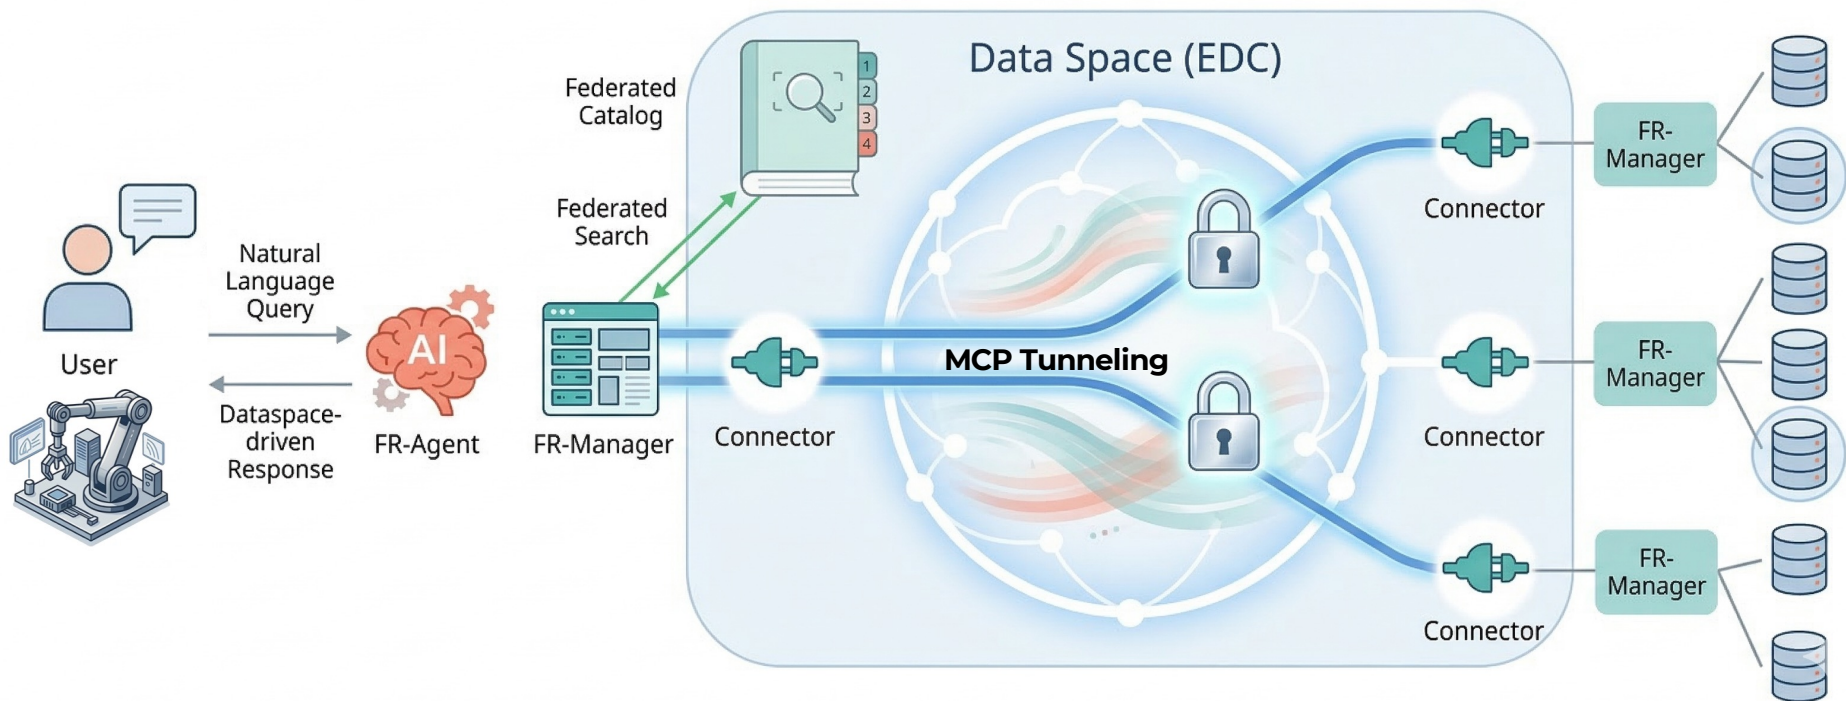 Data Space (EDC)
Federated
Catalog
1
2
3
4
Federated
Search
Natural
Language
Query
User
Dataspace-
driven
Response
AI
FR-Agent
FR-Manager
Connector
MCP Tunneling
Connector
FR-
Manager
Connector
FR-
Manager
Connector
FR-
Manager